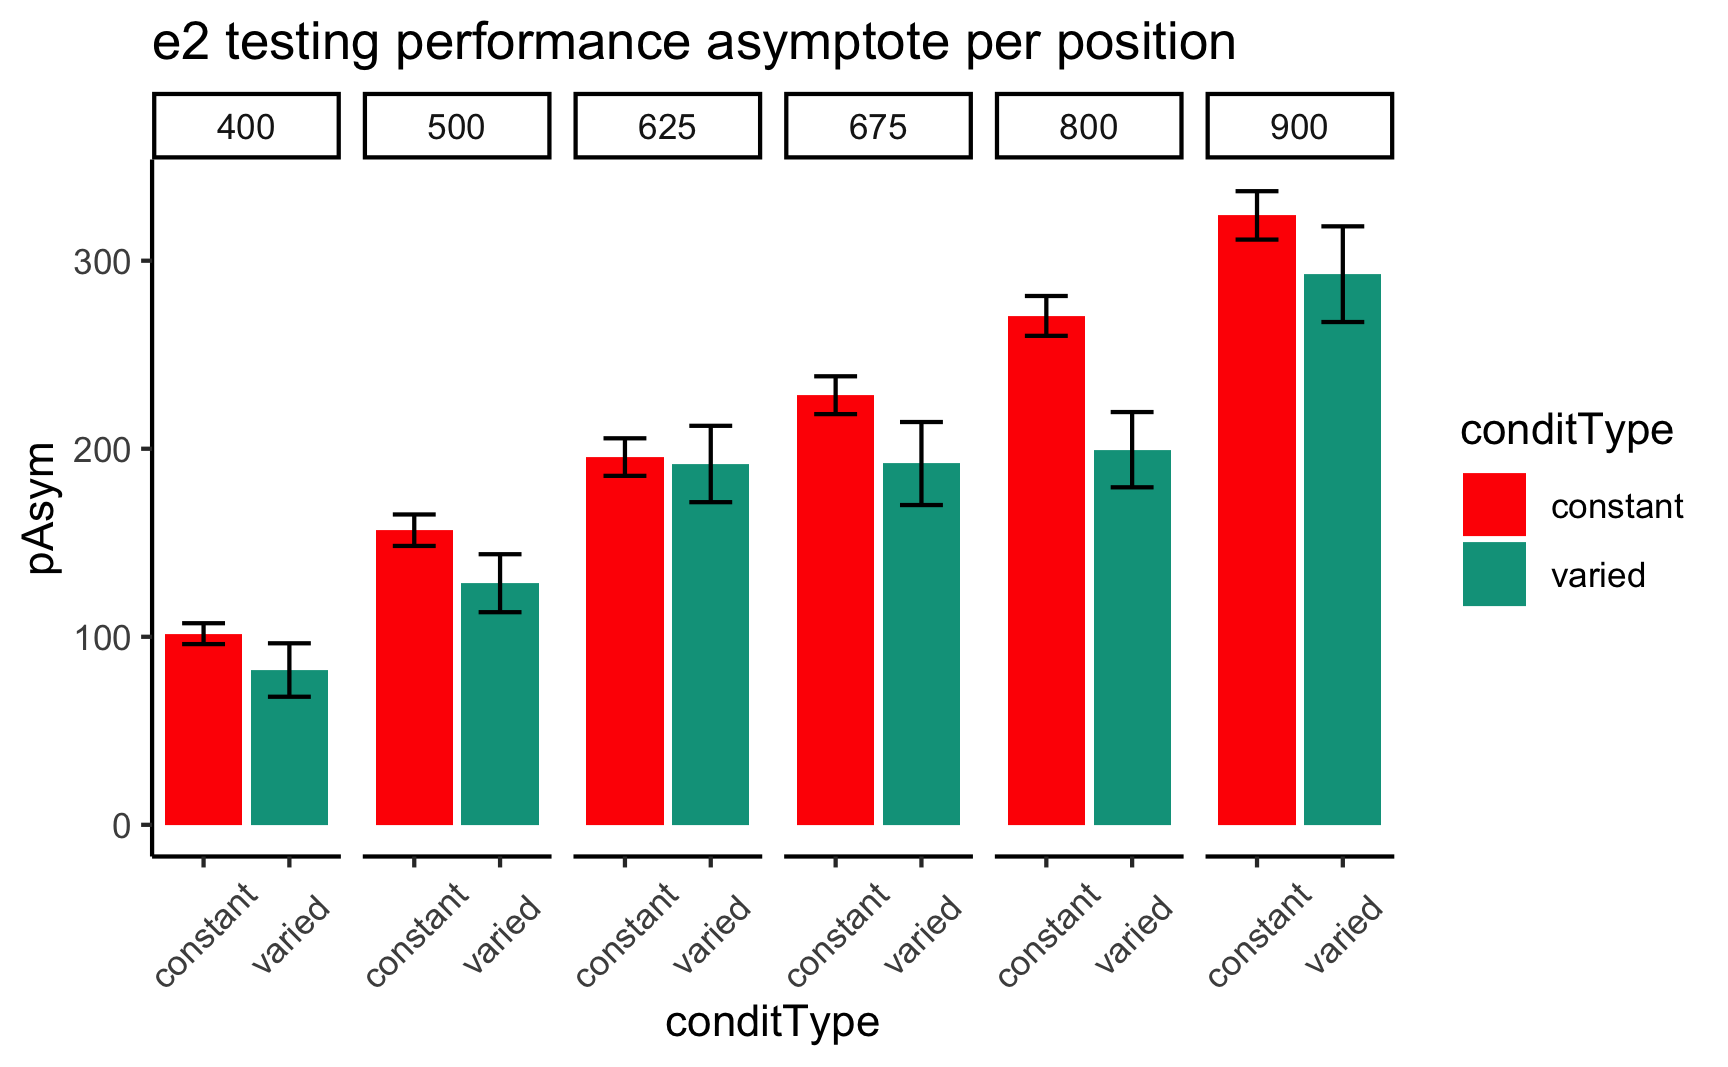 e2 testing performance asymptote per position
400 500 625 675 800 900
300
200
100
0
pAsym
constant varied constant varied constant varied constant varied constant varied constant varied
conditType
conditType
constant
varied